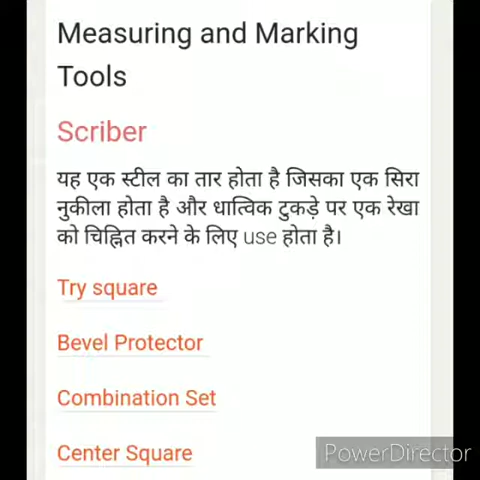 Measuring and Marking
Tools
Scriber
यह एक स्टील का तार होता है जिसका एक सिरा
नुकीला होता है और धात्विक टुकड़े पर एक रेखा
को चिह्नित करने के लिए use होता है।
Try square
Bevel Protector
Combination Set
Center Square
PowerDirector